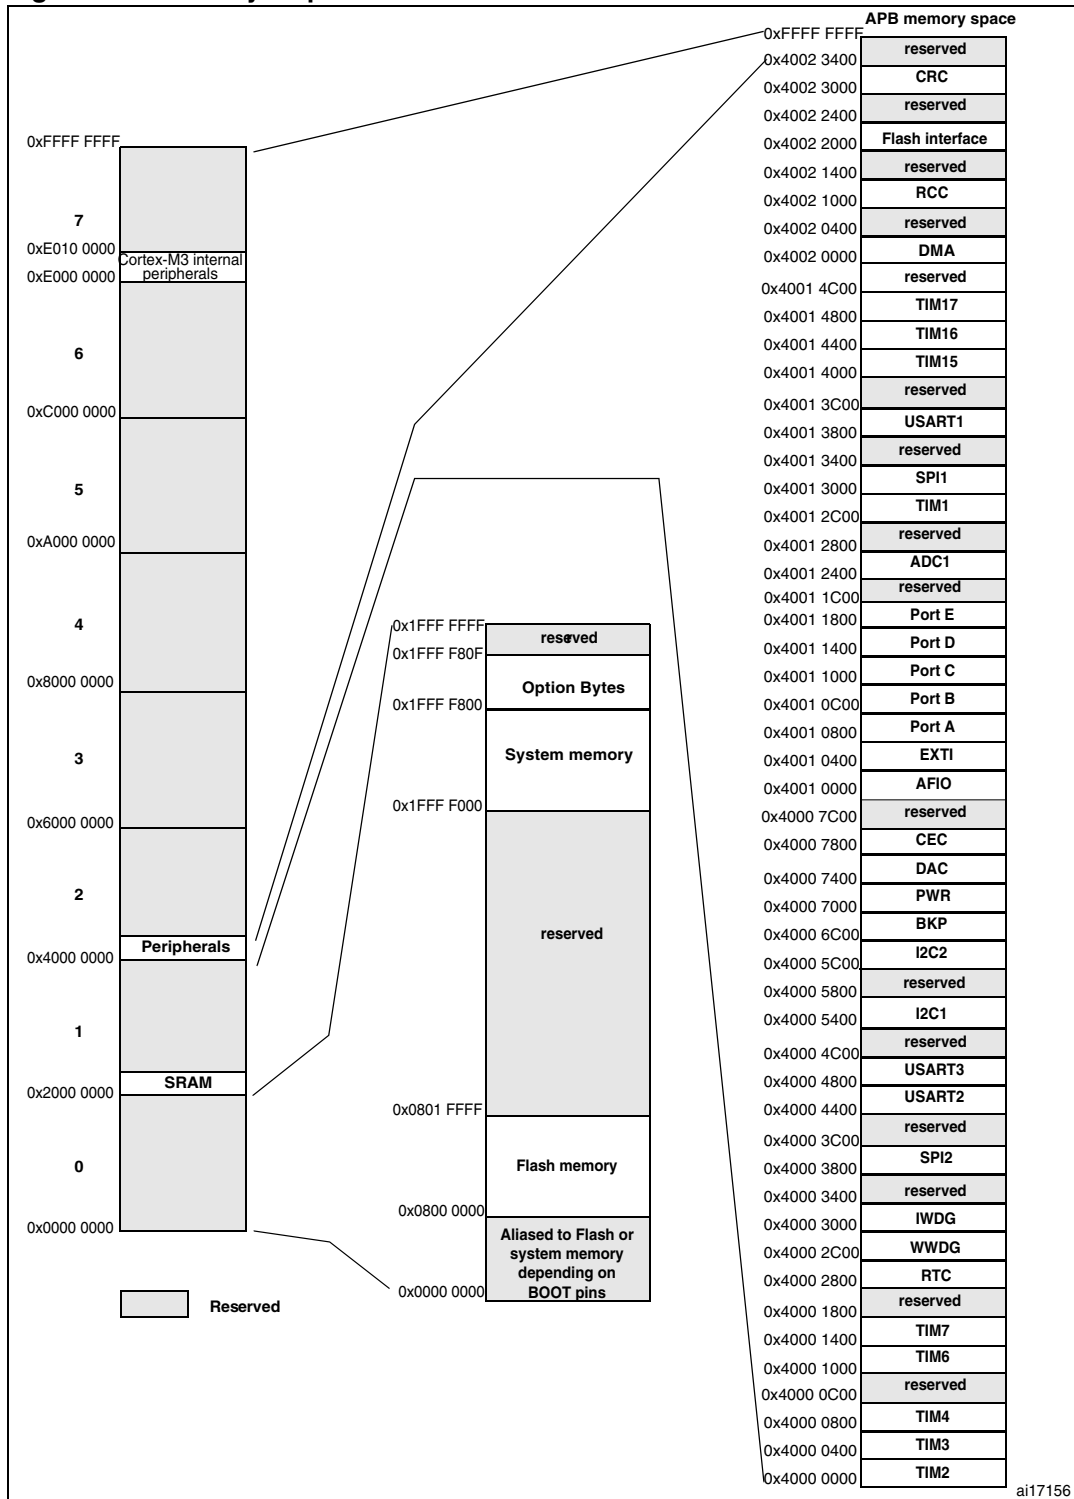 APB memory space
0xFFFF FFFF
reserved
0x4002 3400
CRC
0x4002 3000
reserved
0x4002 2400
Flash interface
0x4002 2000
reserved
0x4002 1400
RCC
0x4002 1000
reserved
0x4002 0400
DMA
0x4002 0000
reserved
0x4001 4C00
TIM17
0x4001 4800
TIM16
0x4001 4400
TIM15
0x4001 4000
reserved
0x4001 3C00
USART1
0x4001 3800
reserved
0x4001 3400
SPI1
0x4001 3000
TIM1
0x4001 2C00
reserved
0x4001 2800
ADC1
0x4001 2400
reserved
0x4001 1C00
Port E
0x4001 1800
Port D
0x4001 1400
Port C
0x4001 1000
Port B
0x4001 0C00
Port A
0x4001 0800
EXTI
0x4001 0400
AFIO
0x4001 0000
reserved
0x4000 7C00
CEC
0x4000 7800
DAC
0x4000 7400
PWR
0x4000 7000
BKP
0x4000 6C00
I2C2
0x4000 5C00
reserved
0x4000 5800
I2C1
0x4000 5400
reserved
0x4000 4C00
USART3
0x4000 4800
USART2
0x4000 4400
reserved
0x4000 3C00
SPI2
0x4000 3800
reserved
0x4000 3400
IWDG
0x4000 3000
WWDG
0x4000 2C00
RTC
0x4000 2800
reserved
0x4000 1800
TIM7
0x4000 1400
TIM6
0x4000 1000
reserved
0x4000 0C00
TIM4
0x4000 0800
TIM3
0x4000 0400
TIM2
0x4000 0000
0xFFFF FFFF
7
0xE010 0000
Cortex-M3 internal
peripherals
0xE000 0000
6
0xC000 0000
5
0xA000 0000
4
0x8000 0000
3
0x6000 0000
2
Peripherals
0x4000 0000
1
SRAM
0x2000 0000
0
0x0000 0000
Reserved
0x1FFF FFFF
reserved
0x1FFF F80F
Option Bytes
0x1FFF F800
System memory
0x1FFF F000
reserved
0x0801 FFFF
Flash memory
0x0800 0000
Aliased to Flash or
system memory
depending on
BOOT pins
0x0000 0000
ai17156